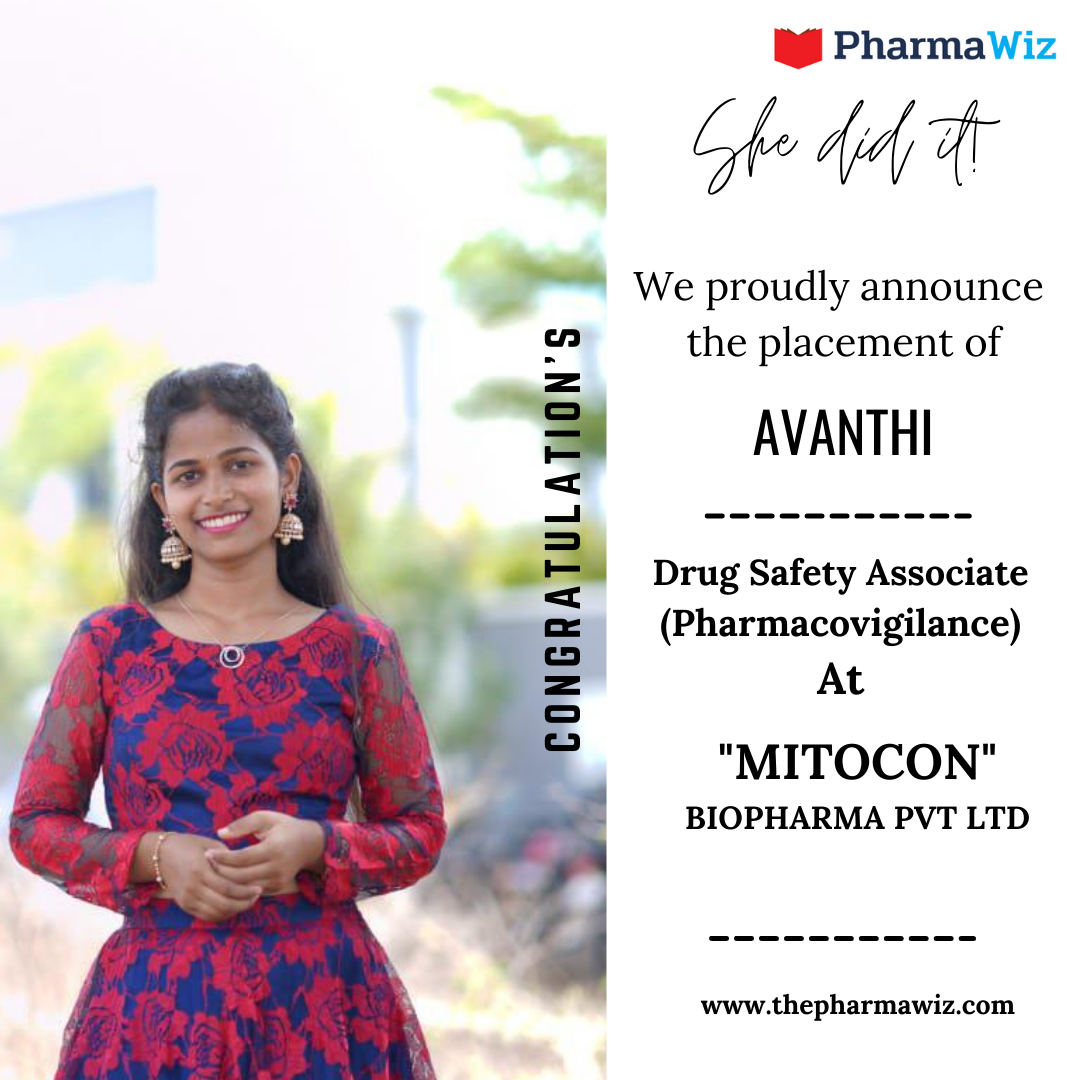 PharmaWiz
She did it!
We proudly announce
the placement of
AVANTHI
Drug Safety Associate
(Pharmacovigilance)
At
"MITOCON"
BIOPHARMA PVT LTD
www.thepharmawiz.com
CONGRATULATION'S